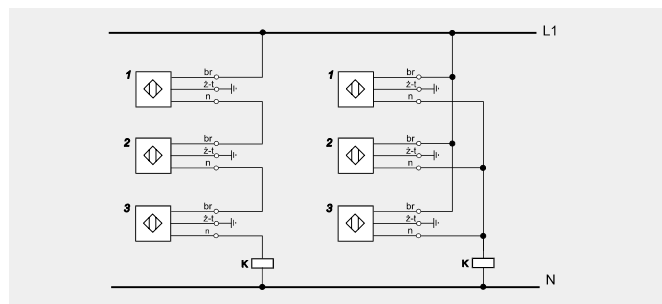 L1
1 br 1 br
ż-t ż-t
n n
2 br 2 br
ż-t ż-t
n n
3 br 3 br
ż-t ż-t
n n
K K
N